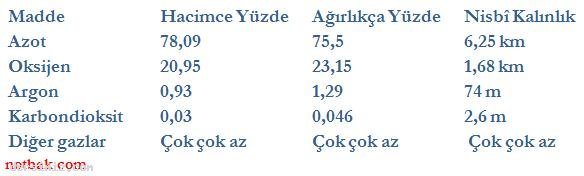 Madde Hacimce Yüzde Ağırlıkça Yüzde Nisbî Kalınlık
Azot 78,09 75,5 6,25 km
Oksijen 20,95 23,15 1,68 km
Argon 0,93 1,29 74 m
Karbondioksit 0,03 0,046 2,6 m
Diğer gazlar Çok çok az Çok çok az Çok çok az
notbak.com